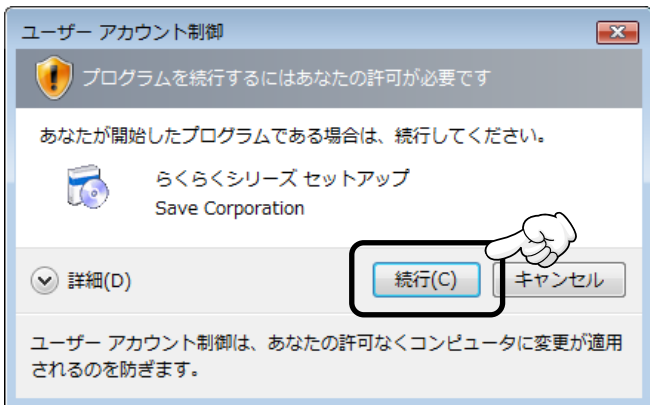 ユーザー アカウント制御
プログラムを続行するにはあなたの許可が必要です
あなたが開始したプログラムである場合は、続行してください。
らくらくシリーズ セットアップ
Save Corporation
詳細(D)
続行(C)
キャンセル
ユーザー アカウント制御は、あなたの許可なくコンピュータに変更が適用
されるのを防ぎます。